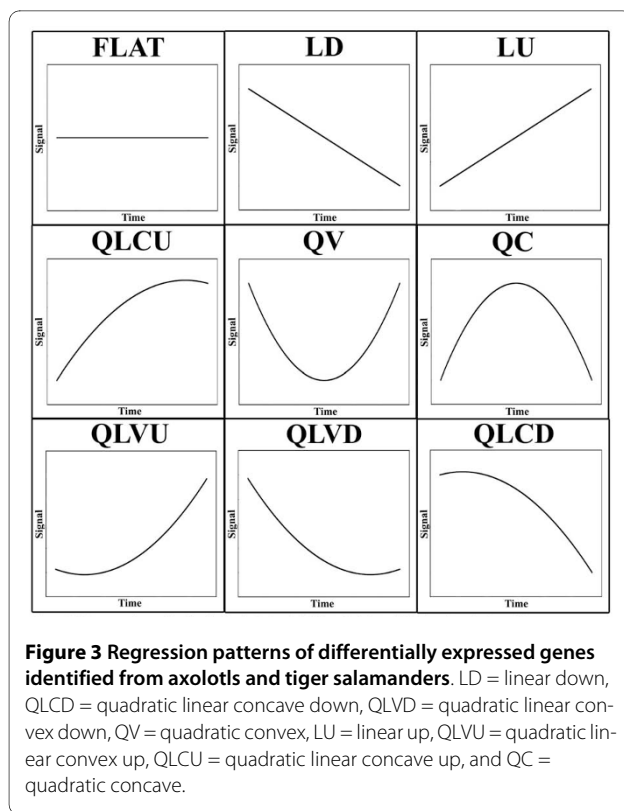 FLAT
LD
LU
Signal
Time
Signal
Time
Signal
Time
QLCU
QV
QC
Signal
Time
Signal
Time
Signal
Time
QLVU
QLVD
QLCD
Signal
Time
Signal
Time
Signal
Time
Figure 3 Regression patterns of differentially expressed genes
identified from axolotls and tiger salamanders. LD = linear down,
QLCD = quadratic linear concave down, QLVD = quadratic linear con-
vex down, QV = quadratic convex, LU = linear up, QLVU = quadratic lin-
ear convex up, QLCU = quadratic linear concave up, and QC =
quadratic concave.